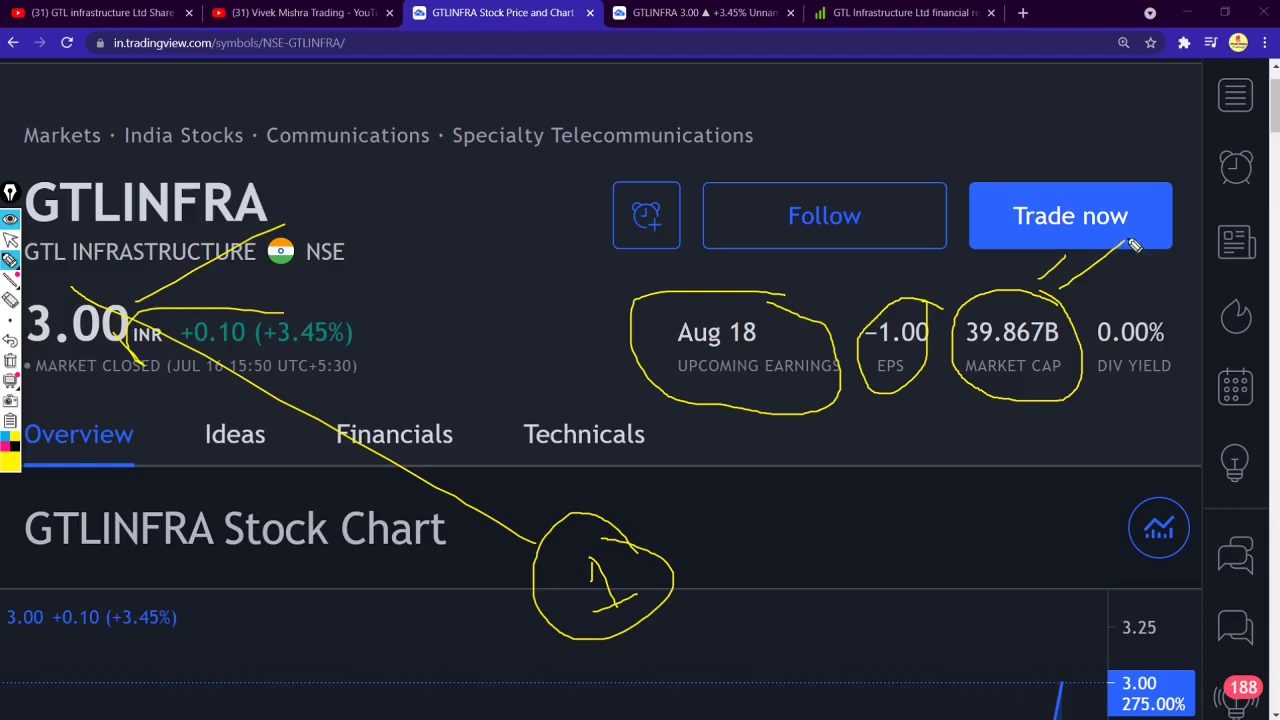 (31) GTL infrastructure Ltd Share
(31) Vivek Mishra Trading - YouT
GTLINFRA Stock Price and Chart
GTLINFRA 3.00 ▲ +3.45% Unnam
GTL Infrastructure Ltd financial re
in.tradingview.com/symbols/NSE-GTLINFRA/
Markets · India Stocks · Communications · Specialty Telecommunications
GTLINFRA
GTL INFRASTRUCTURE NSE
Follow
Trade now
3.00 INR +0.10 (+3.45%)
• MARKET CLOSED (JUL 16 15:50 UTC+5:30)
Aug 18
UPCOMING EARNINGS
−1.00
EPS
39.867B
MARKET CAP
0.00%
DIV YIELD
Overview Ideas Financials Technicals
GTLINFRA Stock Chart
1
3.00 +0.10 (+3.45%)
3.25
3.00
275.00%
188